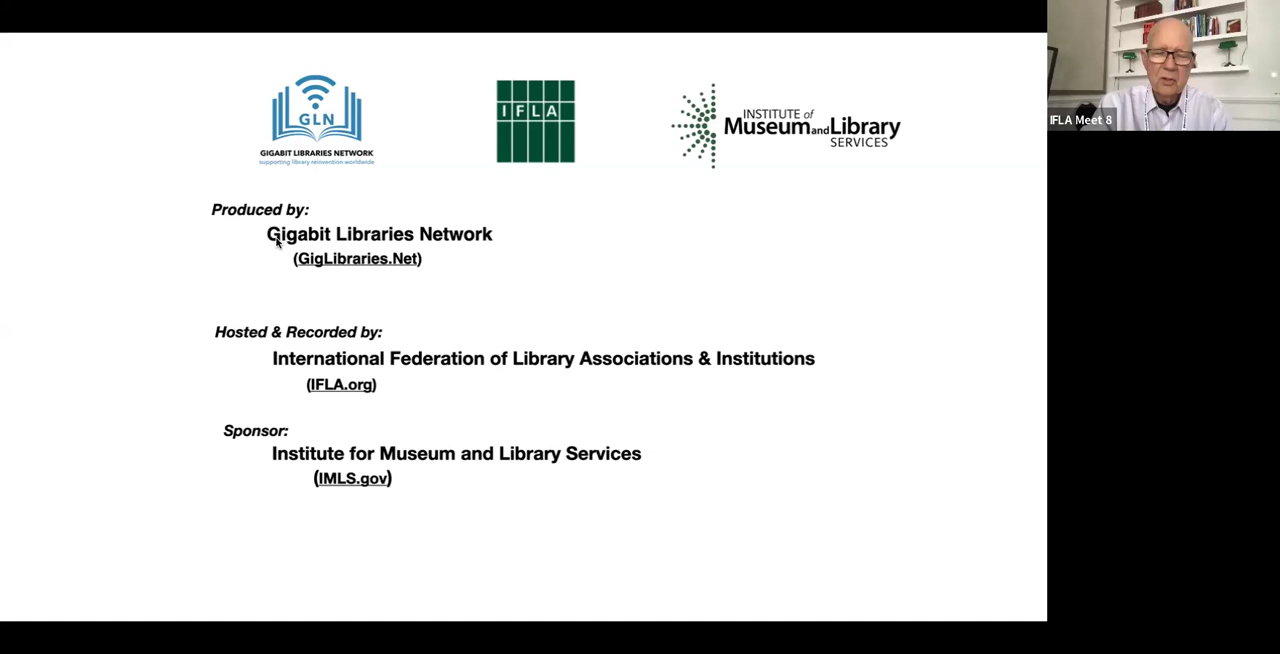 GLN
GIGABIT LIBRARIES NETWORK
supporting library reinvention worldwide
IFLA
INSTITUTE of
Museum and Library
SERVICES
IFLA Meet 8
Produced by:
Gigabit Libraries Network
(GigLibraries.Net)
Hosted & Recorded by:
International Federation of Library Associations & Institutions
(IFLA.org)
Sponsor:
Institute for Museum and Library Services
(IMLS.gov)